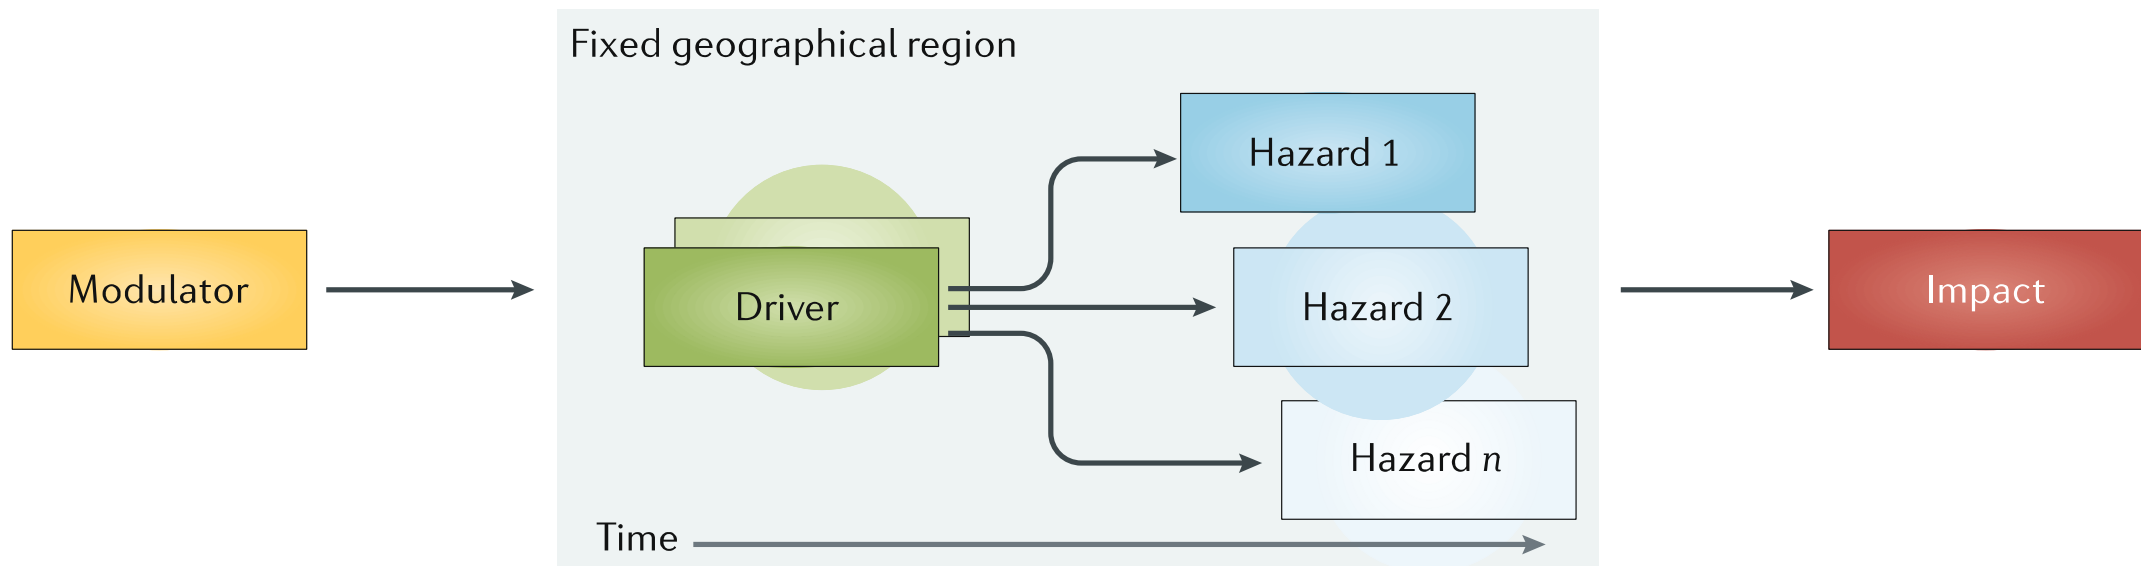 Fixed geographical region
Hazard 1
Modulator
Driver
Hazard 2
Impact
Hazard n
Time